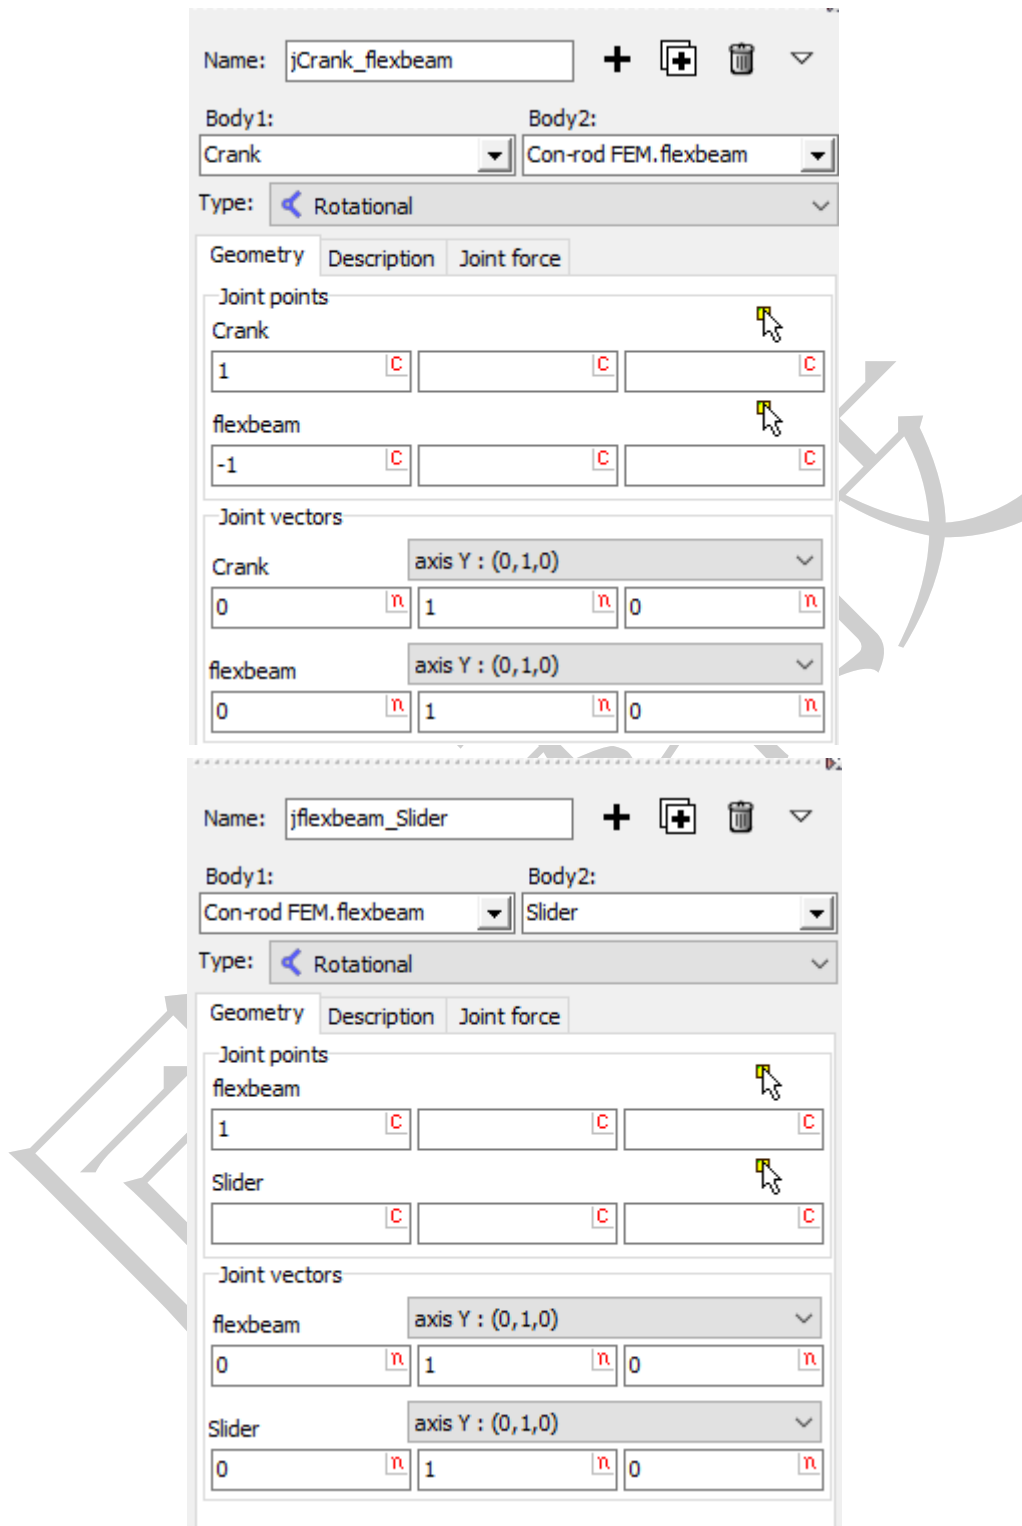 Name: jCrank_flexbeam
Body1: Body2:
Crank Con-rod FEM.flexbeam
Type: Rotational
Geometry Description Joint force
Joint points
Crank
1 C C C
flexbeam
-1 C C C
Joint vectors
Crank axis Y : (0,1,0)
0 n 1 n 0 n
flexbeam axis Y : (0,1,0)
0 n 1 n 0 n
Name: jflexbeam_Slider
Body1: Body2:
Con-rod FEM.flexbeam Slider
Type: Rotational
Geometry Description Joint force
Joint points
flexbeam
1 C C C
Slider
C C C
Joint vectors
flexbeam axis Y : (0,1,0)
0 n 1 n 0 n
Slider axis Y : (0,1,0)
0 n 1 n 0 n